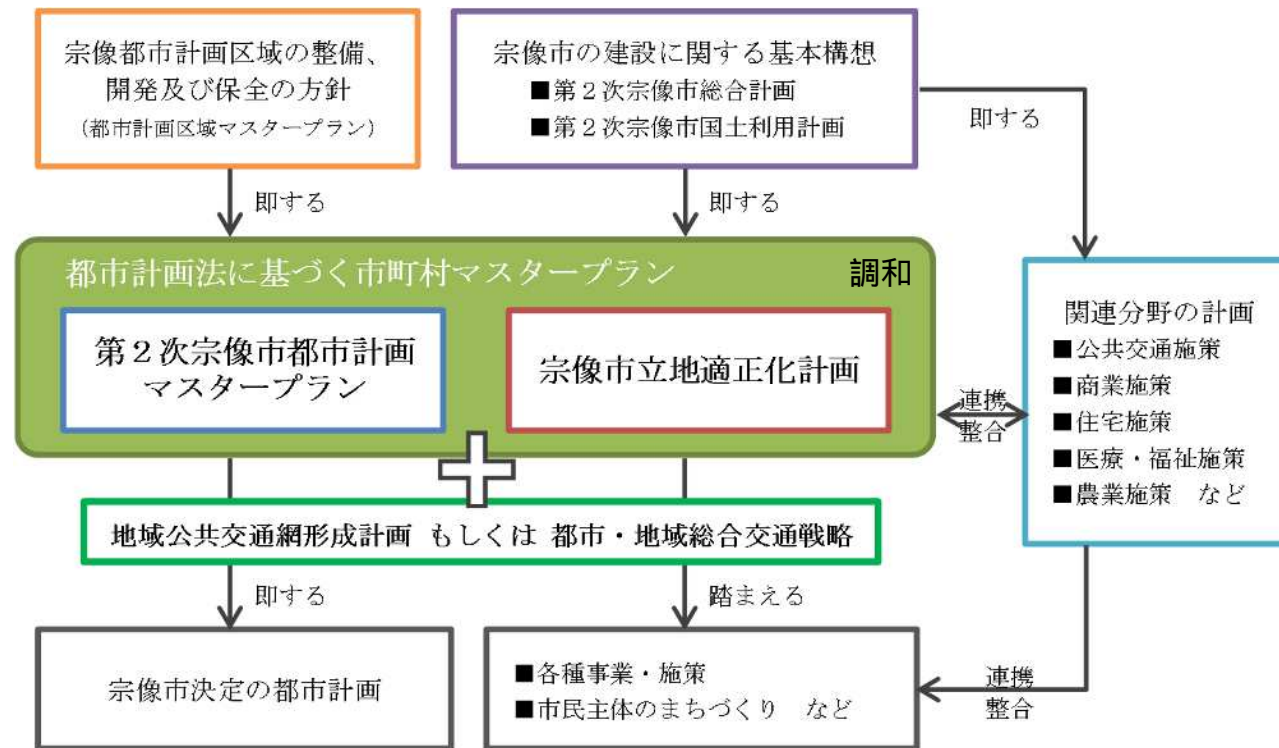 宗像都市計画区域の整備、
開発及び保全の方針
（都市計画区域マスタープラン）
宗像市の建設に関する基本構想
■第２次宗像市総合計画
■第２次宗像市国土利用計画
即する
即する
即する
都市計画法に基づく市町村マスタープラン
調和
第２次宗像市都市計画
マスタープラン
宗像市立地適正化計画
連携
整合
関連分野の計画
■公共交通施策
■商業施策
■住宅施策
■医療・福祉施策
■農業施策　など
地域公共交通網形成計画 もしくは 都市・地域総合交通戦略
即する
踏まえる
宗像市決定の都市計画
■各種事業・施策
■市民主体のまちづくり　など
連携
整合